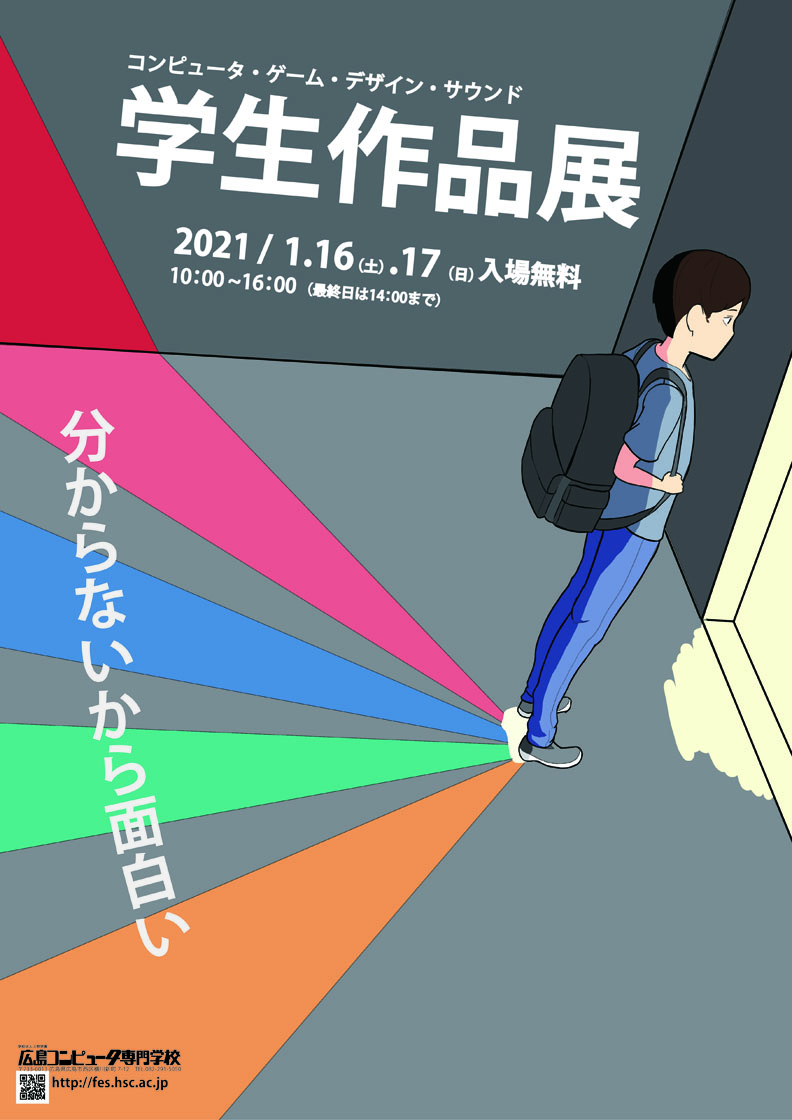 コンピュータ・ゲーム・デザイン・サウンド
学生作品展
2021 / 1.16(土).17(日)入場無料
10:00～16:00（最終日は14:00まで）
分からないから面白い
広島コンピュータ専門学校
http://fes.hsc.ac.jp